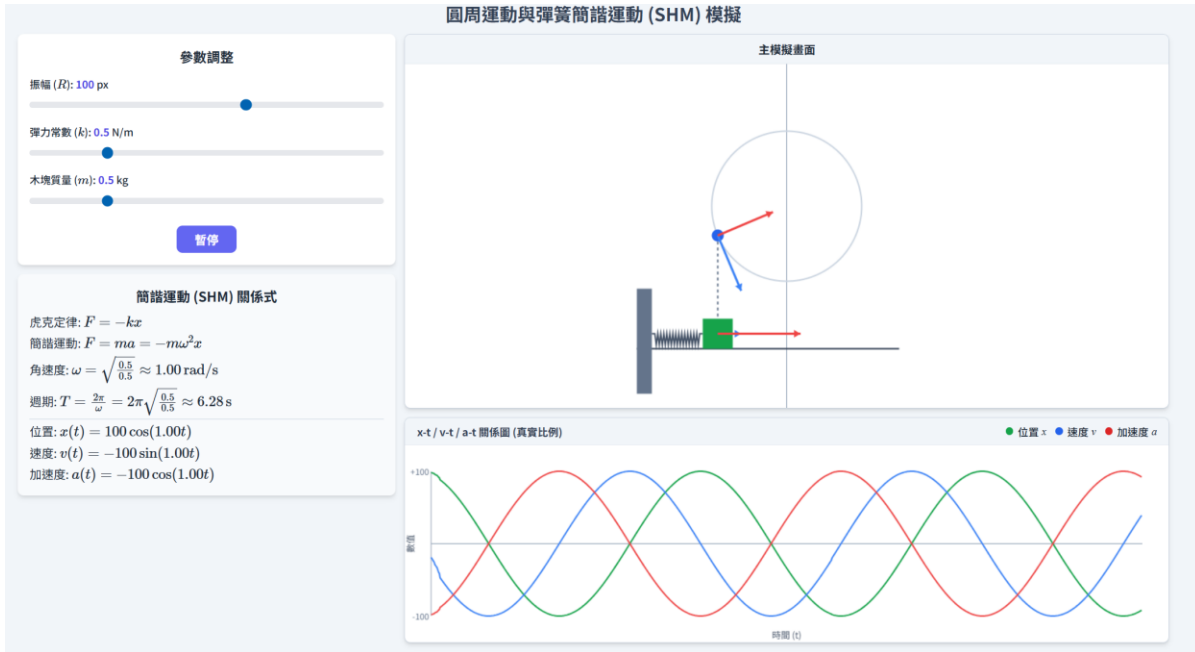 圓周運動與彈簧簡諧運動 (SHM) 模擬
參數調整
振幅 (R): 100 px
彈力常數 (k): 0.5 N/m
木塊質量 (m): 0.5 kg
暫停
簡諧運動 (SHM) 關係式
虎克定律: F = −kx
簡諧運動: F = ma = −mω²x
角速度: ω = √(0.5/0.5) ≈ 1.00 rad/s
週期: T = 2π/ω = 2π√(0.5/0.5) ≈ 6.28 s
位置: x(t) = 100 cos(1.00t)
速度: v(t) = −100 sin(1.00t)
加速度: a(t) = −100 cos(1.00t)
主模擬畫面
x-t / v-t / a-t 關係圖 (真實比例)
位置 x 速度 v 加速度 a
+100
數值
-100
時間 (t)